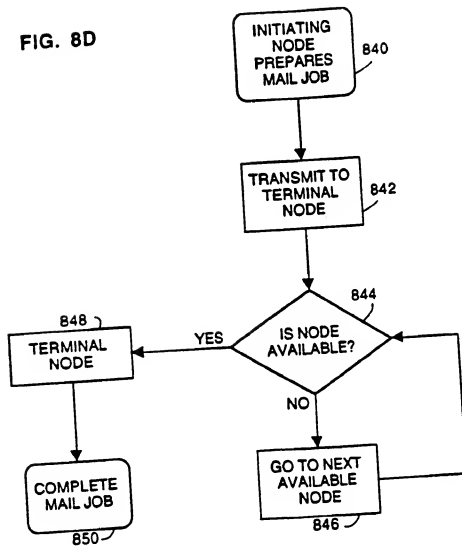 FIG. 8D
INITIATING
NODE
PREPARES
MAIL JOB
840
TRANSMIT TO
TERMINAL
NODE
842
844
IS NODE
AVAILABLE?
YES
NO
848
TERMINAL
NODE
COMPLETE
MAIL JOB
850
GO TO NEXT
AVAILABLE
NODE
846